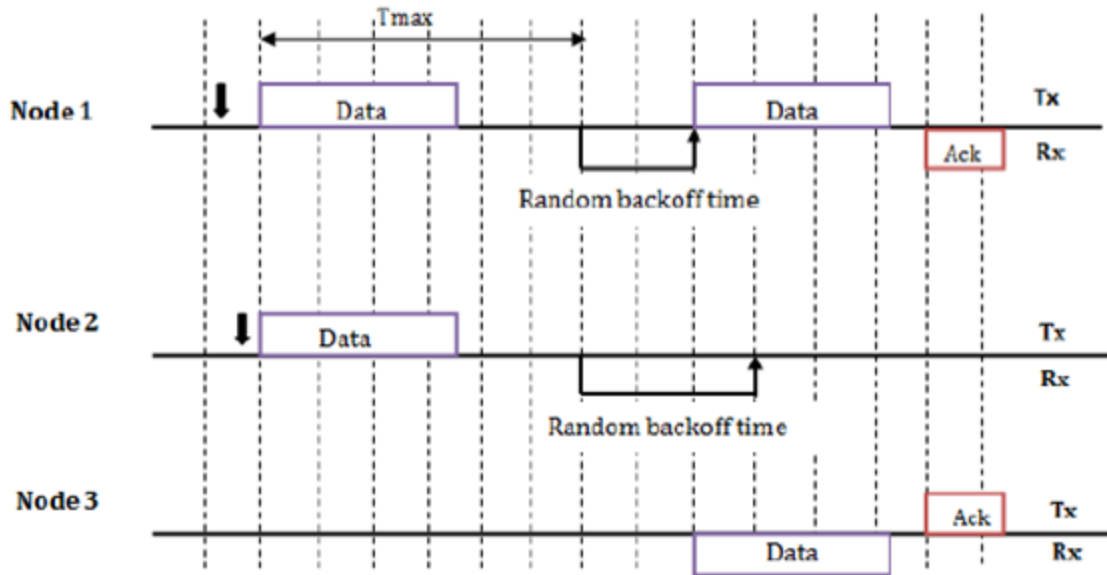 Tmax
Node 1
Data
Data
Tx
Ack
Rx
Random backoff time
Node 2
Data
Tx
Rx
Random backoff time
Node 3
Ack
Tx
Data
Rx